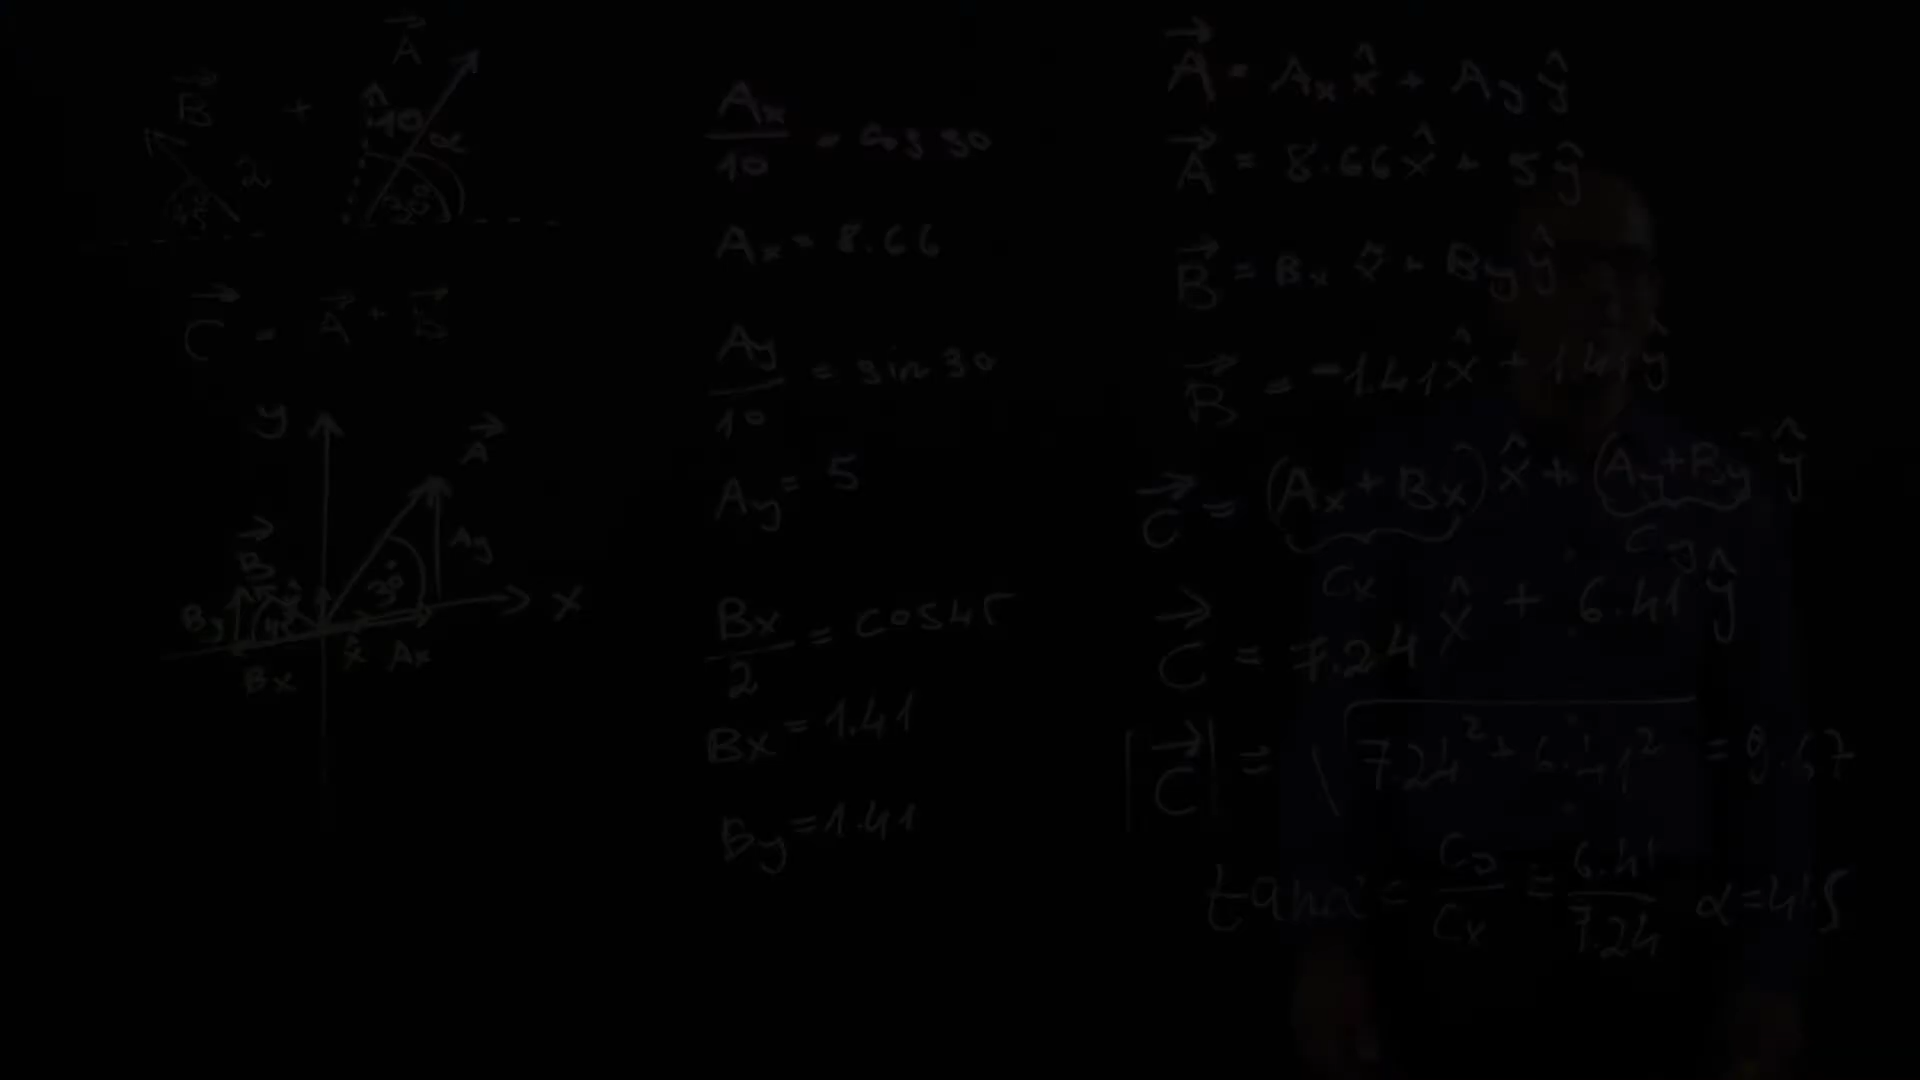 A
B + 10 α
2
45° 30°
C = A + B
y
A
B
Ay
By 45 30° x
Bx x̂ Ax
Ax/10 = cos 30
Ax = 8.66
Ay/10 = sin 30
Ay = 5
Bx/2 = cos45
Bx = 1.41
By = 1.41
A = Ax x̂ + Ay ŷ
A = 8.66 x̂ + 5 ŷ
B = Bx x̂ + By ŷ
B = -1.41 x̂ + 1.41 ŷ
C = (Ax + Bx) x̂ + (Ay + By) ŷ
Cx Cy
C = 7.24 x̂ + 6.41 ŷ
|C| = √7.24² + 6.41² = 9.67
tanα = Cy/Cx = 6.41/7.24 α = 41.5